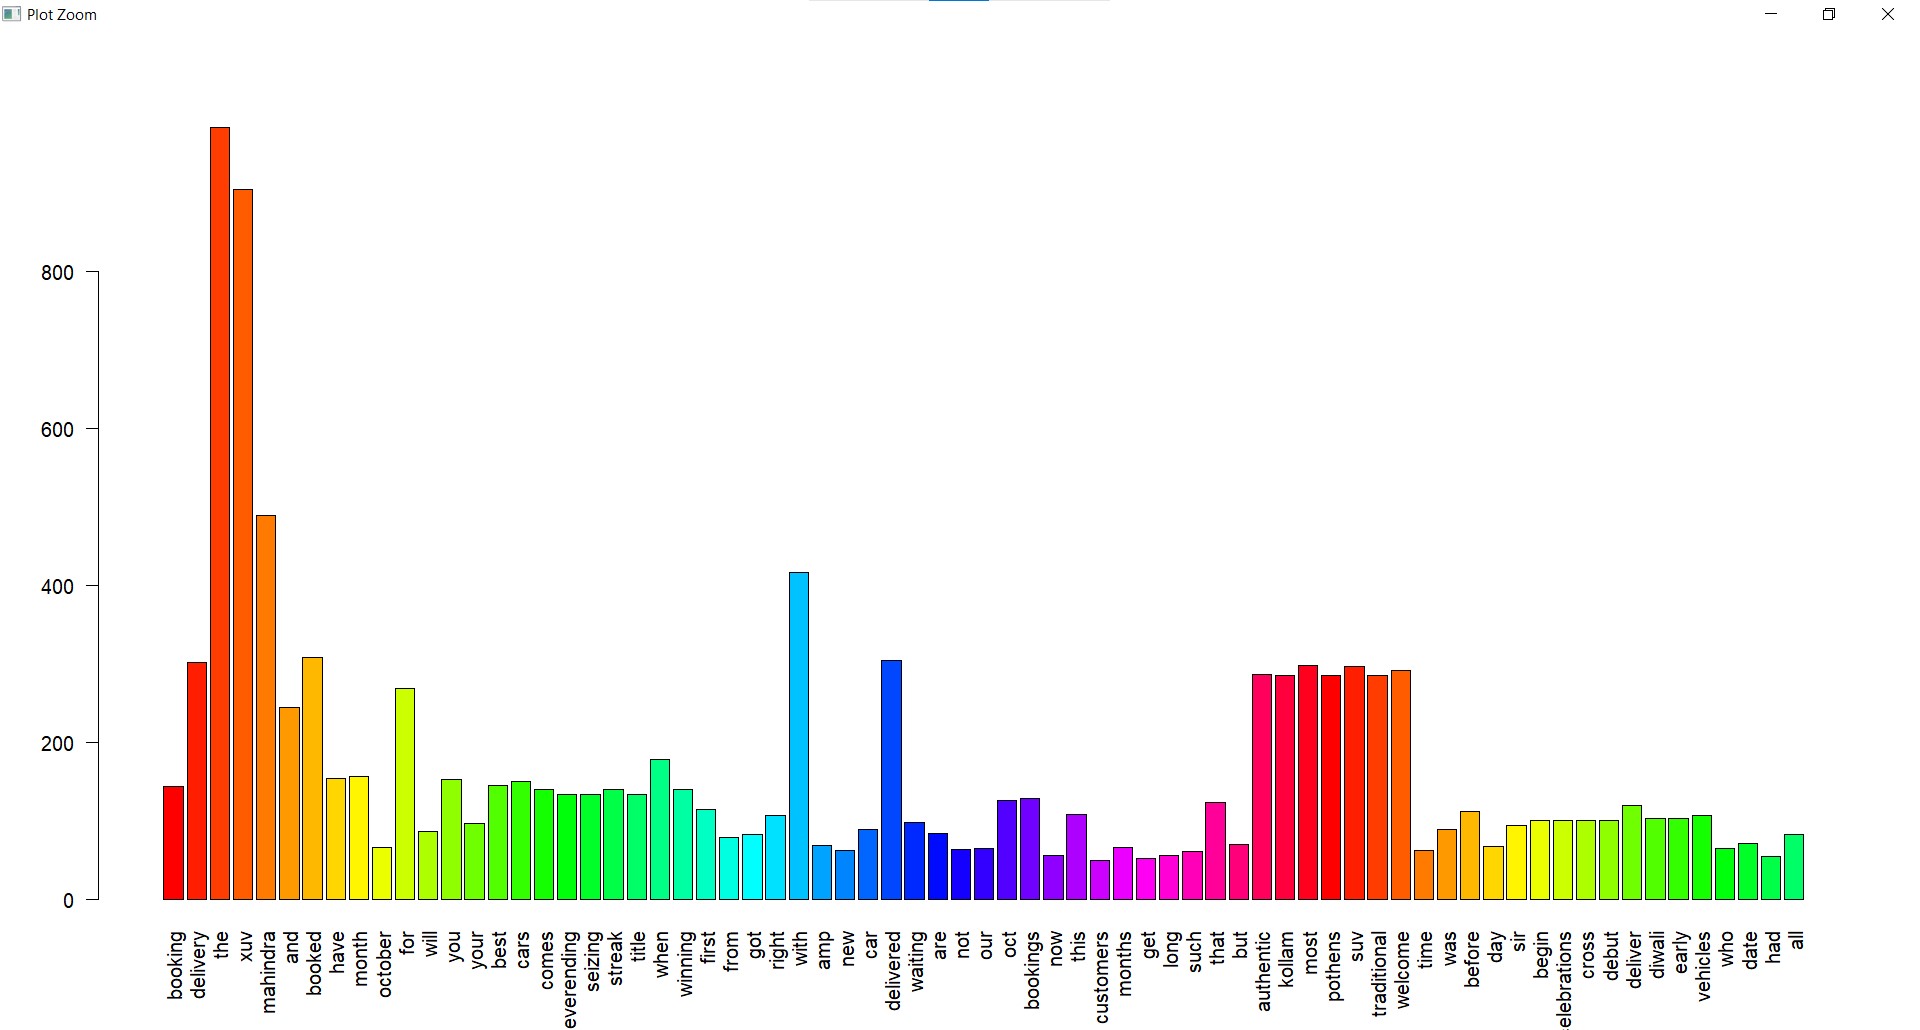 Plot Zoom
800
600
400
200
0
booking
delivery
the
xuv
mahindra
and
booked
have
month
october
for
will
you
your
best
cars
comes
everending
seizing
streak
title
when
winning
first
from
got
right
with
amp
new
car
delivered
waiting
are
not
our
oct
bookings
now
this
customers
months
get
long
such
that
but
authentic
kollam
most
pothens
suv
traditional
welcome
time
was
before
day
sir
begin
elebrations
cross
debut
deliver
diwali
early
vehicles
who
date
had
all